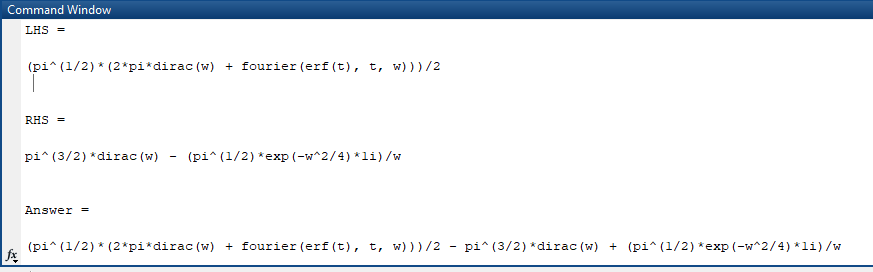 Command Window
LHS =
(pi^(1/2)*(2*pi*dirac(w) + fourier(erf(t), t, w)))/2
RHS =
pi^(3/2)*dirac(w) - (pi^(1/2)*exp(-w^2/4)*1i)/w
Answer =
fx (pi^(1/2)*(2*pi*dirac(w) + fourier(erf(t), t, w)))/2 - pi^(3/2)*dirac(w) + (pi^(1/2)*exp(-w^2/4)*1i)/w